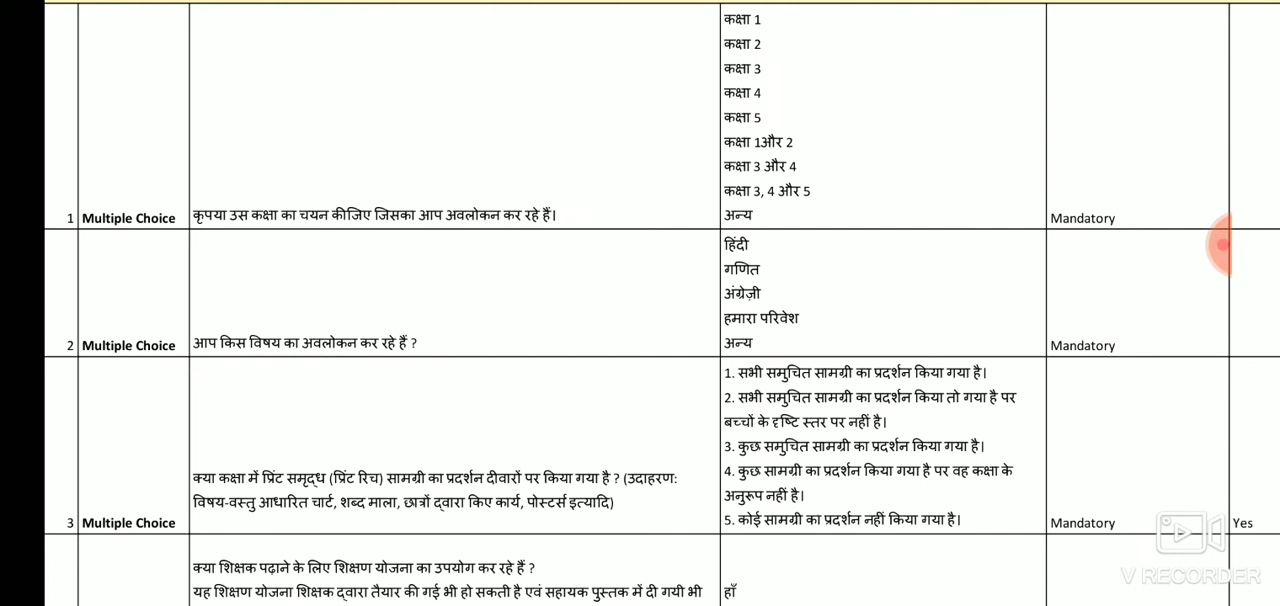 कक्षा 1
कक्षा 2
कक्षा 3
कक्षा 4
कक्षा 5
कक्षा 1और 2
कक्षा 3 और 4
कक्षा 3, 4 और 5
1 Multiple Choice कृपया उस कक्षा का चयन कीजिए जिसका आप अवलोकन कर रहे हैं। अन्य Mandatory
हिंदी
गणित
अंग्रेज़ी
हमारा परिवेश
2 Multiple Choice आप किस विषय का अवलोकन कर रहे हैं ? अन्य Mandatory
1. सभी समुचित सामग्री का प्रदर्शन किया गया है।
2. सभी समुचित सामग्री का प्रदर्शन किया तो गया है पर
बच्चों के दृष्टि स्तर पर नहीं है।
3. कुछ समुचित सामग्री का प्रदर्शन किया गया है।
4. कुछ सामग्री का प्रदर्शन किया गया है पर वह कक्षा के
अनुरूप नहीं है।
क्या कक्षा में प्रिंट समृद्ध (प्रिंट रिच) सामग्री का प्रदर्शन दीवारों पर किया गया है ? (उदाहरण:
विषय-वस्तु आधारित चार्ट, शब्द माला, छात्रों द्वारा किए कार्य, पोस्टर्स इत्यादि)
3 Multiple Choice 5. कोई सामग्री का प्रदर्शन नहीं किया गया है। Mandatory Yes
क्या शिक्षक पढ़ाने के लिए शिक्षण योजना का उपयोग कर रहे हैं ?
यह शिक्षण योजना शिक्षक द्वारा तैयार की गई भी हो सकती है एवं सहायक पुस्तक में दी गयी भी हाँ
V RECORDER